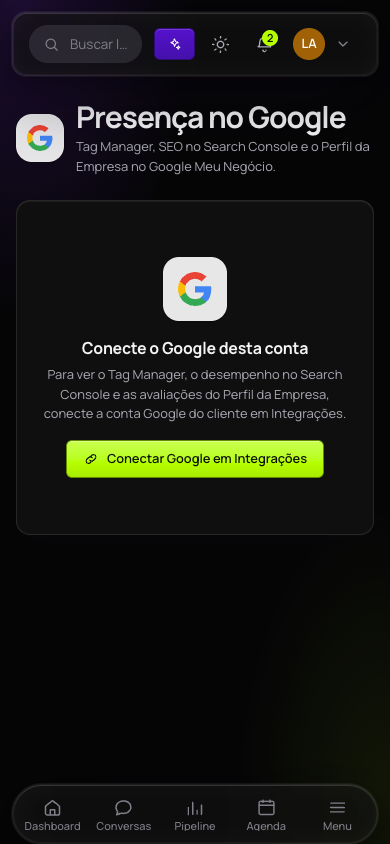 Buscar l...
2
LA
Presença no Google
Tag Manager, SEO no Search Console e o Perfil da
Empresa no Google Meu Negócio.
Conecte o Google desta conta
Para ver o Tag Manager, o desempenho no Search
Console e as avaliações do Perfil da Empresa,
conecte a conta Google do cliente em Integrações.
Conectar Google em Integrações
Dashboard
Conversas
Pipeline
Agenda
Menu